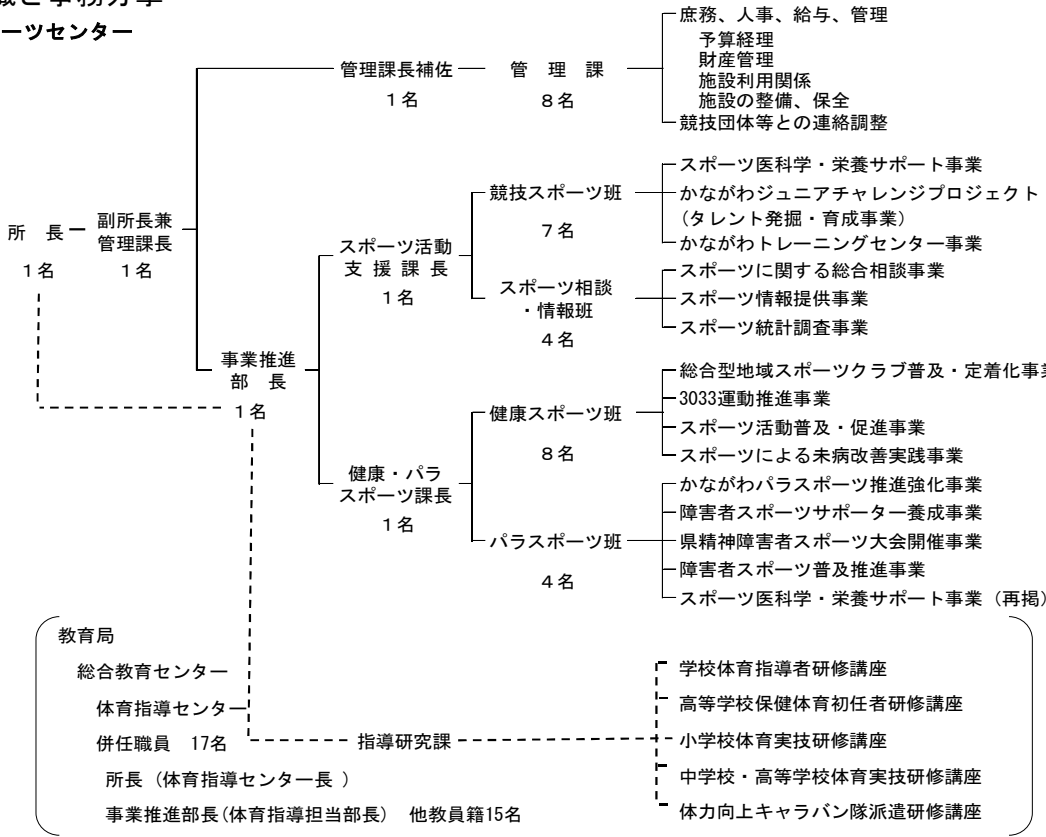 ーツセンター
所 長
1名
副所長兼
管理課長
1名
管理課長補佐
1名
管 理 課
8名
庶務、人事、給与、管理
予算経理
財産管理
施設利用関係
施設の整備、保全
競技団体等との連絡調整
事業推進
部 長
1名
スポーツ活動
支 援 課 長
1名
競技スポーツ班
7名
スポーツ医科学・栄養サポート事業
かながわジュニアチャレンジプロジェクト
(タレント発掘・育成事業)
かながわトレーニングセンター事業
スポーツ相談
・情報班
4名
スポーツに関する総合相談事業
スポーツ情報提供事業
スポーツ統計調査事業
健康・パラ
スポーツ課長
1名
健康スポーツ班
8名
総合型地域スポーツクラブ普及・定着化事
3033運動推進事業
スポーツ活動普及・促進事業
スポーツによる未病改善実践事業
パラスポーツ班
4名
かながわパラスポーツ推進強化事業
障害者スポーツサポーター養成事業
県精神障害者スポーツ大会開催事業
障害者スポーツ普及推進事業
スポーツ医科学・栄養サポート事業(再掲)
教育局
総合教育センター
体育指導センター
併任職員 17名
所長(体育指導センター長 )
事業推進部長(体育指導担当部長) 他教員籍15名
指導研究課
学校体育指導者研修講座
高等学校保健体育初任者研修講座
小学校体育実技研修講座
中学校・高等学校体育実技研修講座
体力向上キャラバン隊派遣研修講座